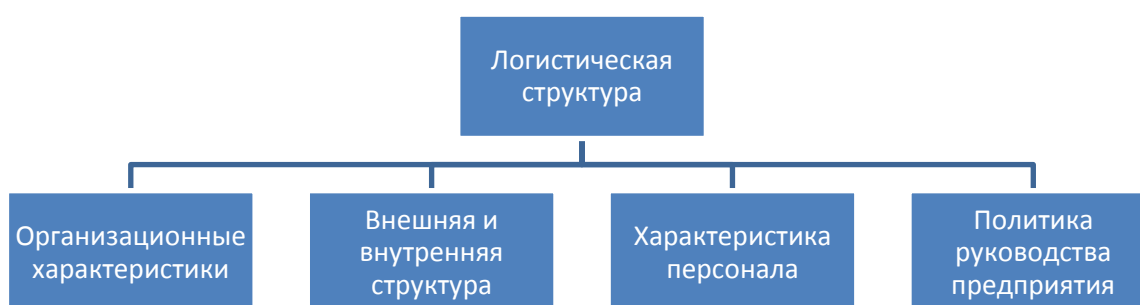 Логистическая
структура
Организационные
характеристики
Внешняя и
внутренняя
структура
Характеристика
персонала
Политика
руководства
предприятия